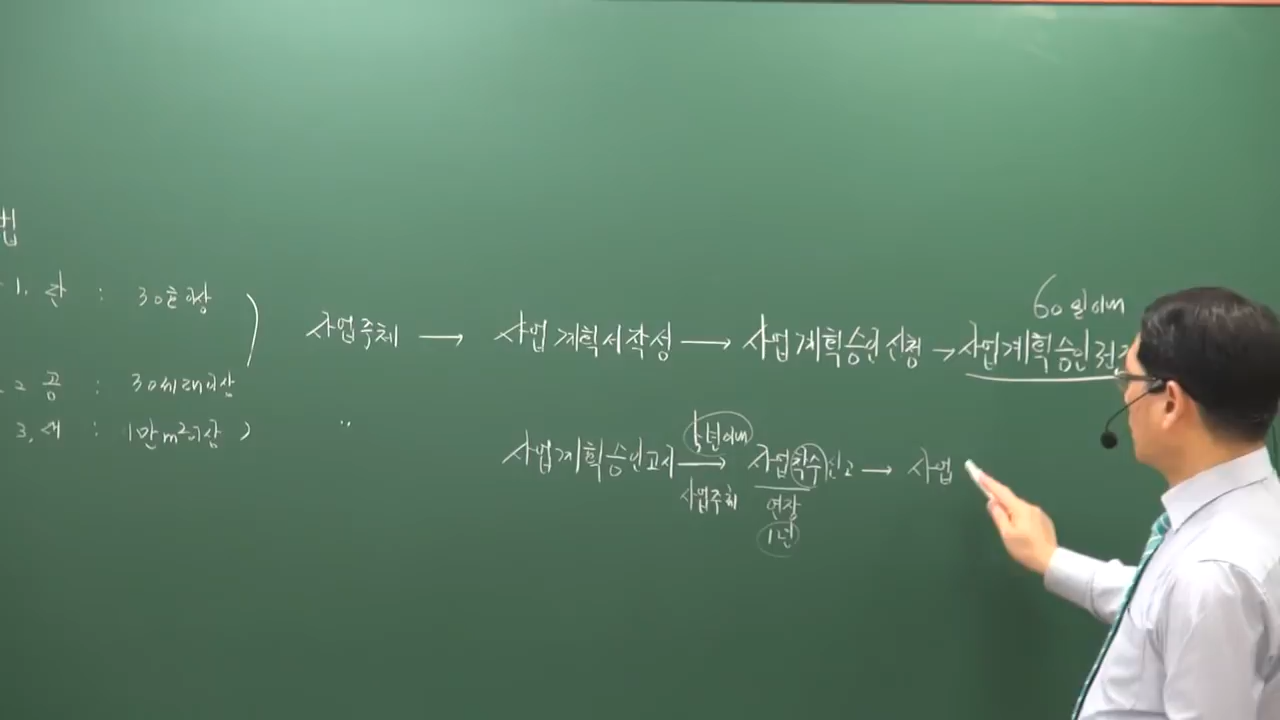 법
1. 단 : 30호이상
2 공 : 30세대이상
3. 대 : 1만m²이상
사업주체 → 사업계획서작성 → 사업계획승인신청 → 사업계획승인권
60일이내
사업계획승인고시 → 사업착수신고 → 사업
5년이내
사업주체
연장
1년